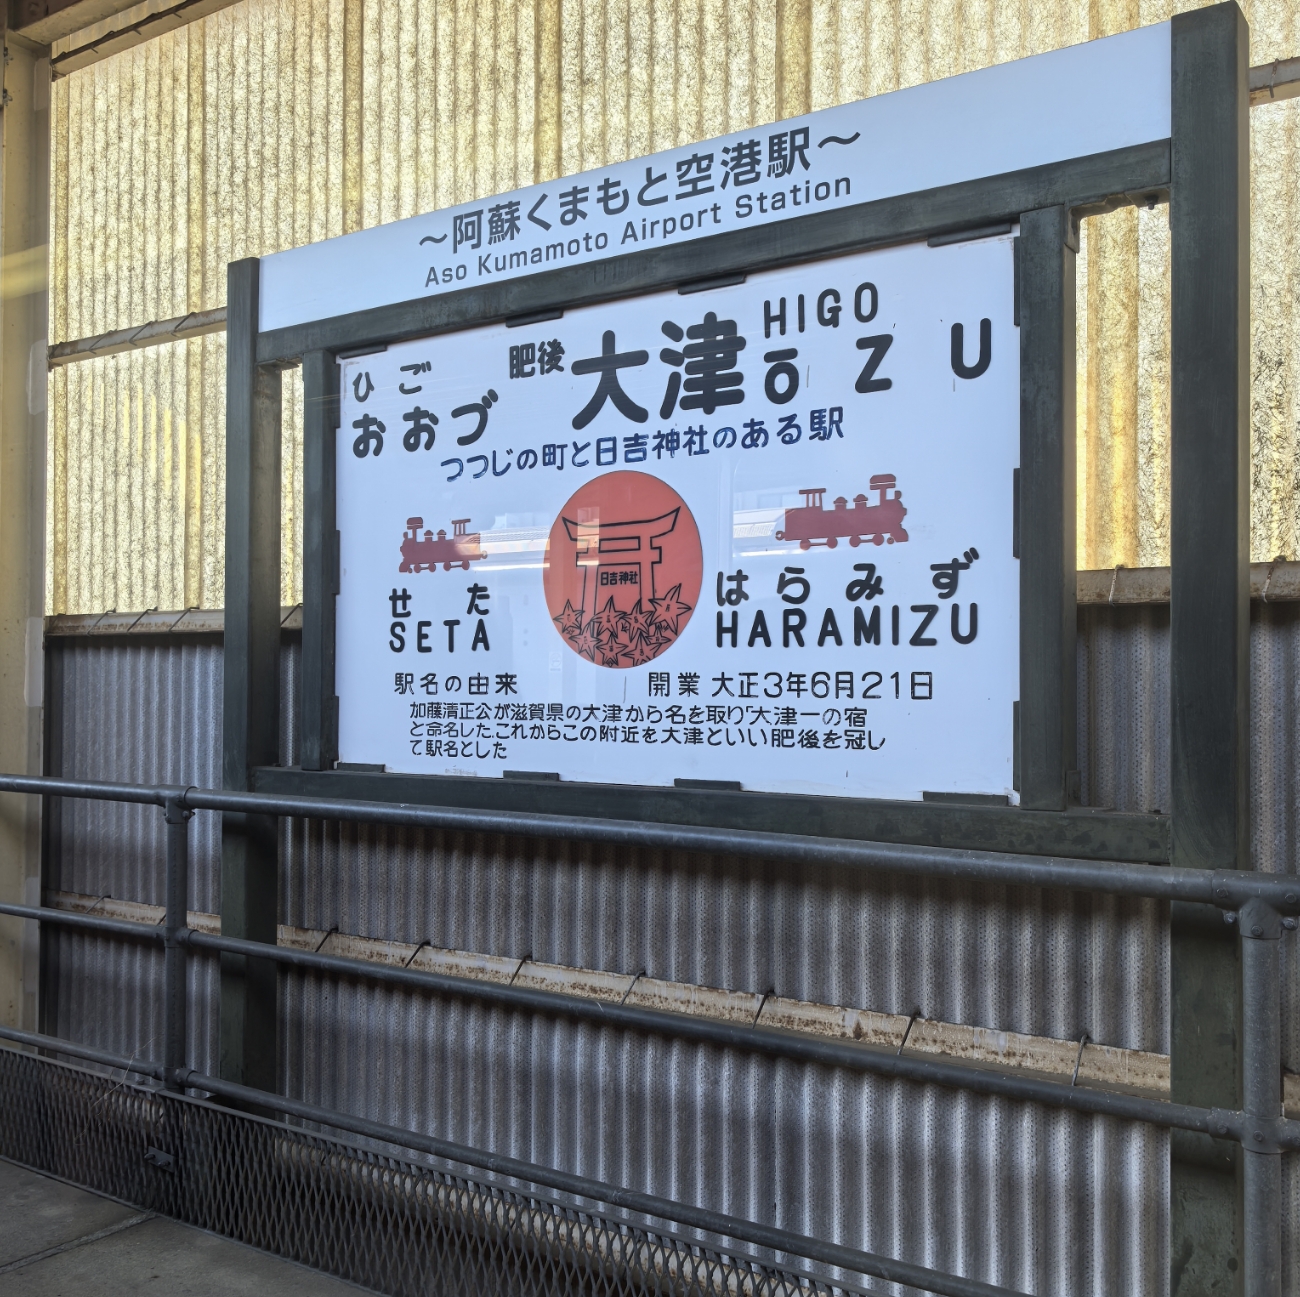 ～阿蘇くまもと空港駅～
Aso Kumamoto Airport Station
ひご
おおづ
肥後 大津
HIGO
ŌZU
つつじの町と日吉神社のある駅
日吉神社
せた
SETA
はらみず
HARAMIZU
駅名の由来
開業 大正3年6月21日
加藤清正公が滋賀県の大津から名を取り「大津一の宿
と命名した.これからこの附近を大津といい肥後を冠し
て駅名とした